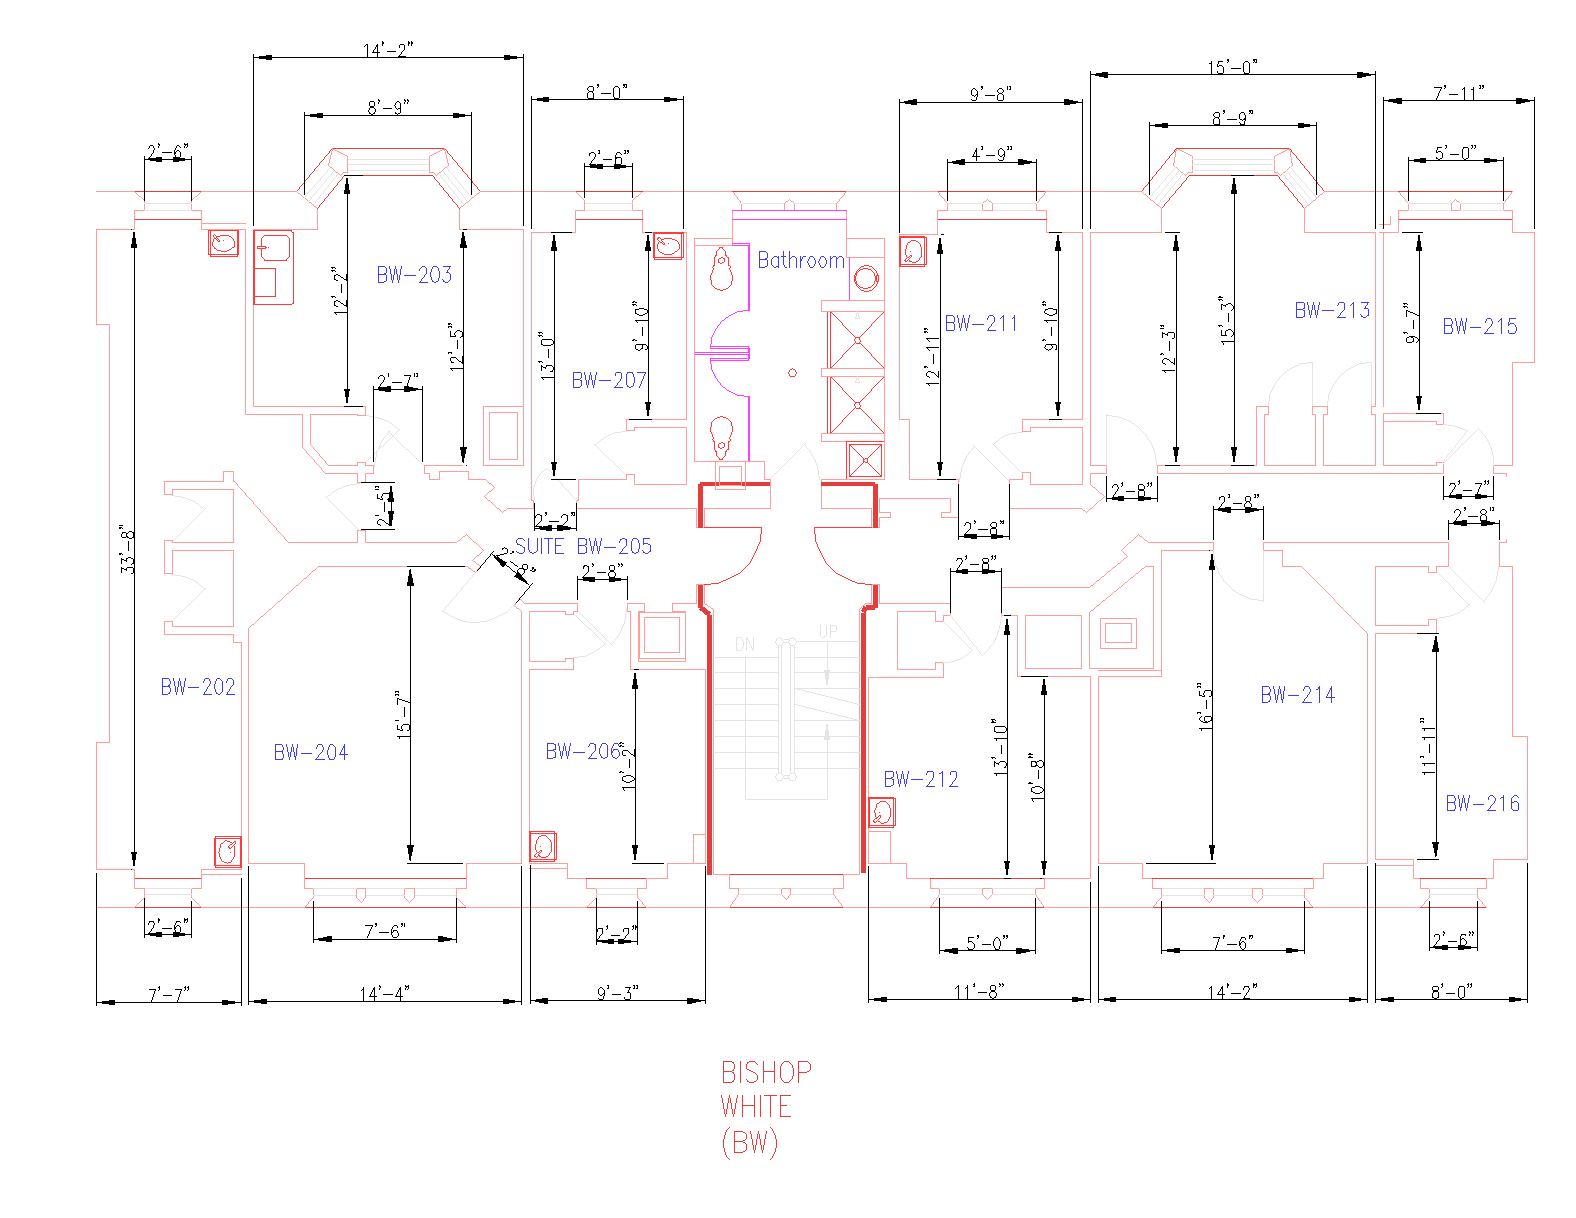 14'-2"
15'-0"
8'-9"
8'-0"
9'-8"
8'-9"
7'-11"
2'-6"
2'-6"
4'-9"
5'-0"
BW-203
Bathroom
12'-2"
12'-5"
13'-0"
9'-10"
BW-207
12'-11"
BW-211
9'-10"
12'-3"
15'-3"
BW-213
9'-7"
BW-215
2'-7"
2'-5"
2'-2"
2'-8"
2'-8"
2'-8"
2'-7"
2'-8"
33'-8"
SUITE BW-205
2'-8"
2'-8"
2'-8"
DN
UP
BW-202
BW-204
15'-7"
BW-206
10'-2"
BW-212
13'-10"
10'-8"
16'-5"
BW-214
11'-11"
BW-216
2'-6"
7'-6"
2'-2"
5'-0"
7'-6"
2'-6"
7'-7"
14'-4"
9'-3"
11'-8"
14'-2"
8'-0"
BISHOP
WHITE
(BW)